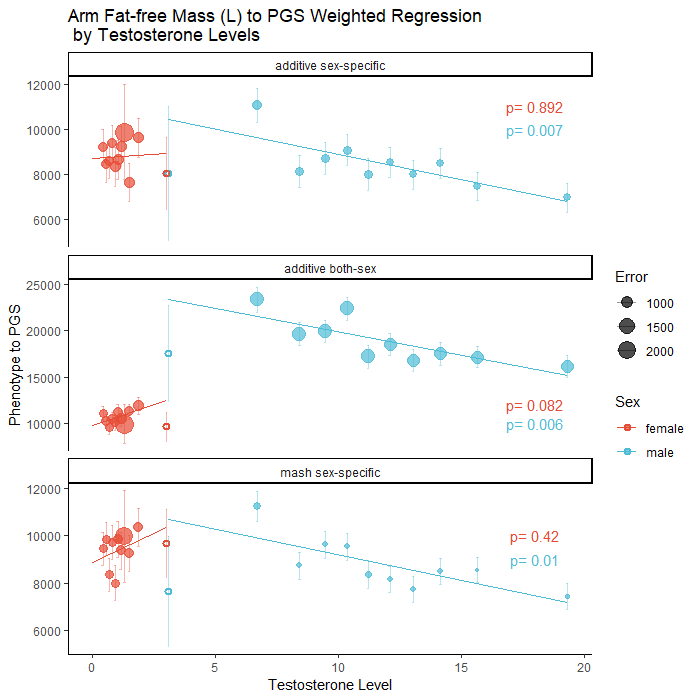 Arm Fat-free Mass (L) to PGS Weighted Regression
by Testosterone Levels
additive sex-specific
12000
10000
8000
6000
p= 0.892
p= 0.007
additive both-sex
25000
20000
15000
10000
p= 0.082
p= 0.006
mash sex-specific
12000
10000
8000
6000
p= 0.42
p= 0.01
0 5 10 15 20
Testosterone Level
Phenotype to PGS
Error
1000
1500
2000
Sex
female
male